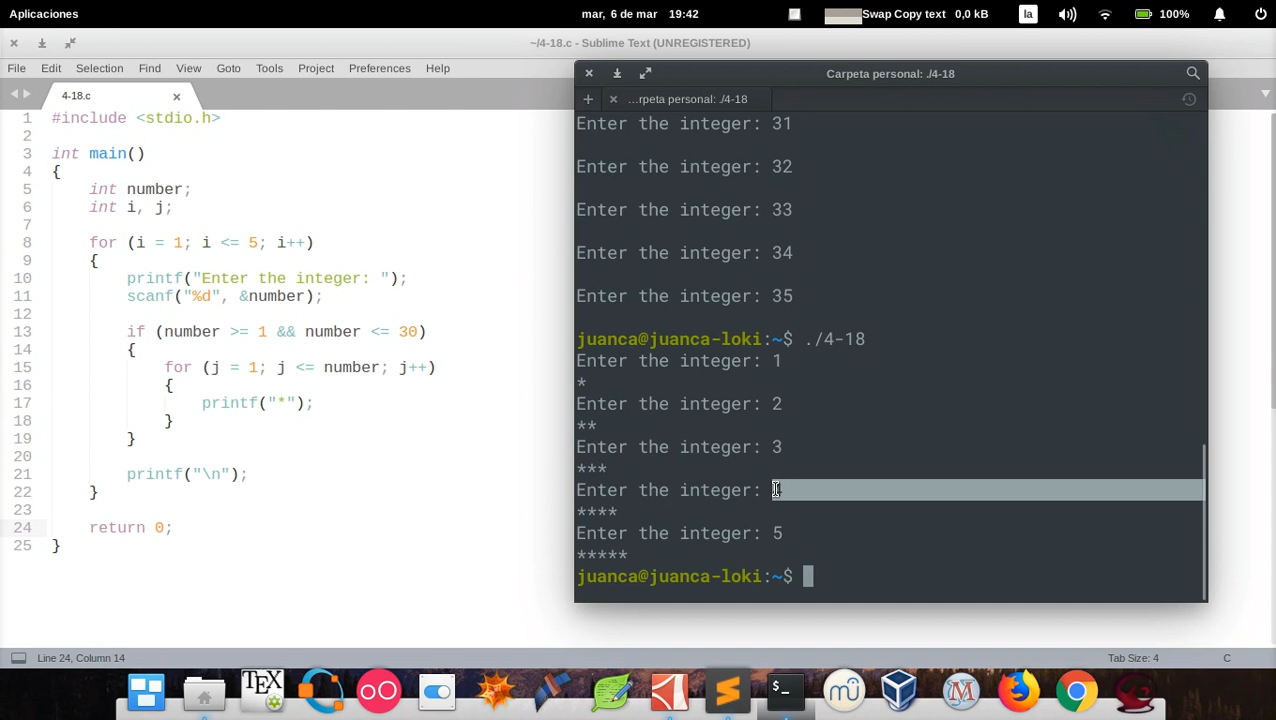 Aplicaciones
mar, 6 de mar 19:42
Swap Copy text 0,0 kB
la
100%
~/4-18.c - Sublime Text (UNREGISTERED)
File Edit Selection Find View Goto Tools Project Preferences Help
4-18.c
1 #include <stdio.h>
2
3 int main()
4 {
5 int number;
6 int i, j;
7
8 for (i = 1; i <= 5; i++)
9 {
10 printf("Enter the integer: ");
11 scanf("%d", &number);
12
13 if (number >= 1 && number <= 30)
14 {
15 for (j = 1; j <= number; j++)
16 {
17 printf("*");
18 }
19 }
20
21 printf("\n");
22 }
23
24 return 0;
25 }
Carpeta personal: ./4-18
...rpeta personal: ./4-18
Enter the integer: 31
Enter the integer: 32
Enter the integer: 33
Enter the integer: 34
Enter the integer: 35
juanca@juanca-loki:~$ ./4-18
Enter the integer: 1
*
Enter the integer: 2
**
Enter the integer: 3
***
Enter the integer:
****
Enter the integer: 5
*****
juanca@juanca-loki:~$
Line 24, Column 14
Tab Size: 4
C
TEX
>_
mu
M